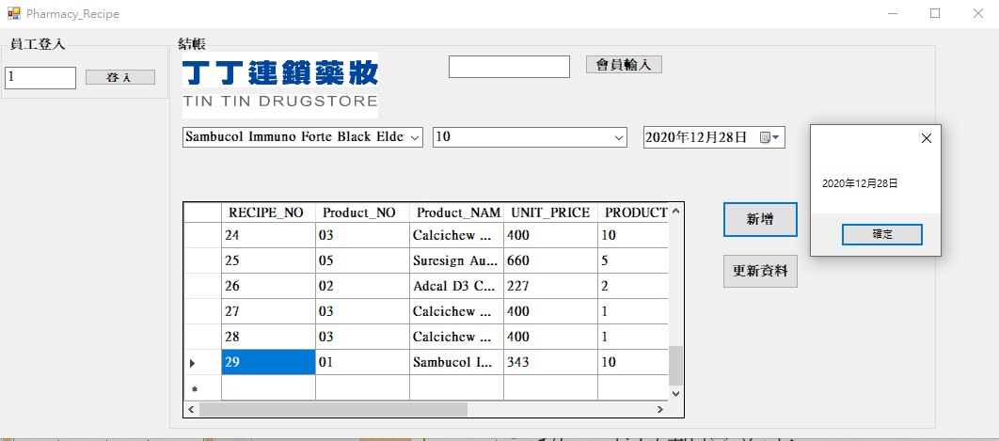 Pharmacy_Recipe
員工登入
1
登入
結帳
丁丁連鎖藥妝
TIN TIN DRUGSTORE
會員輸入
Sambucol Immuno Forte Black Elde
10
2020年12月28日
RECIPE_NO Product_NO Product_NAM UNIT_PRICE PRODUCT
24 03 Calcichew ... 400 10
25 05 Suresign Au... 660 5
26 02 Adcal D3 C... 227 2
27 03 Calcichew ... 400 1
28 03 Calcichew ... 400 1
29 01 Sambucol I... 343 10
新增
更新資料
2020年12月28日
確定